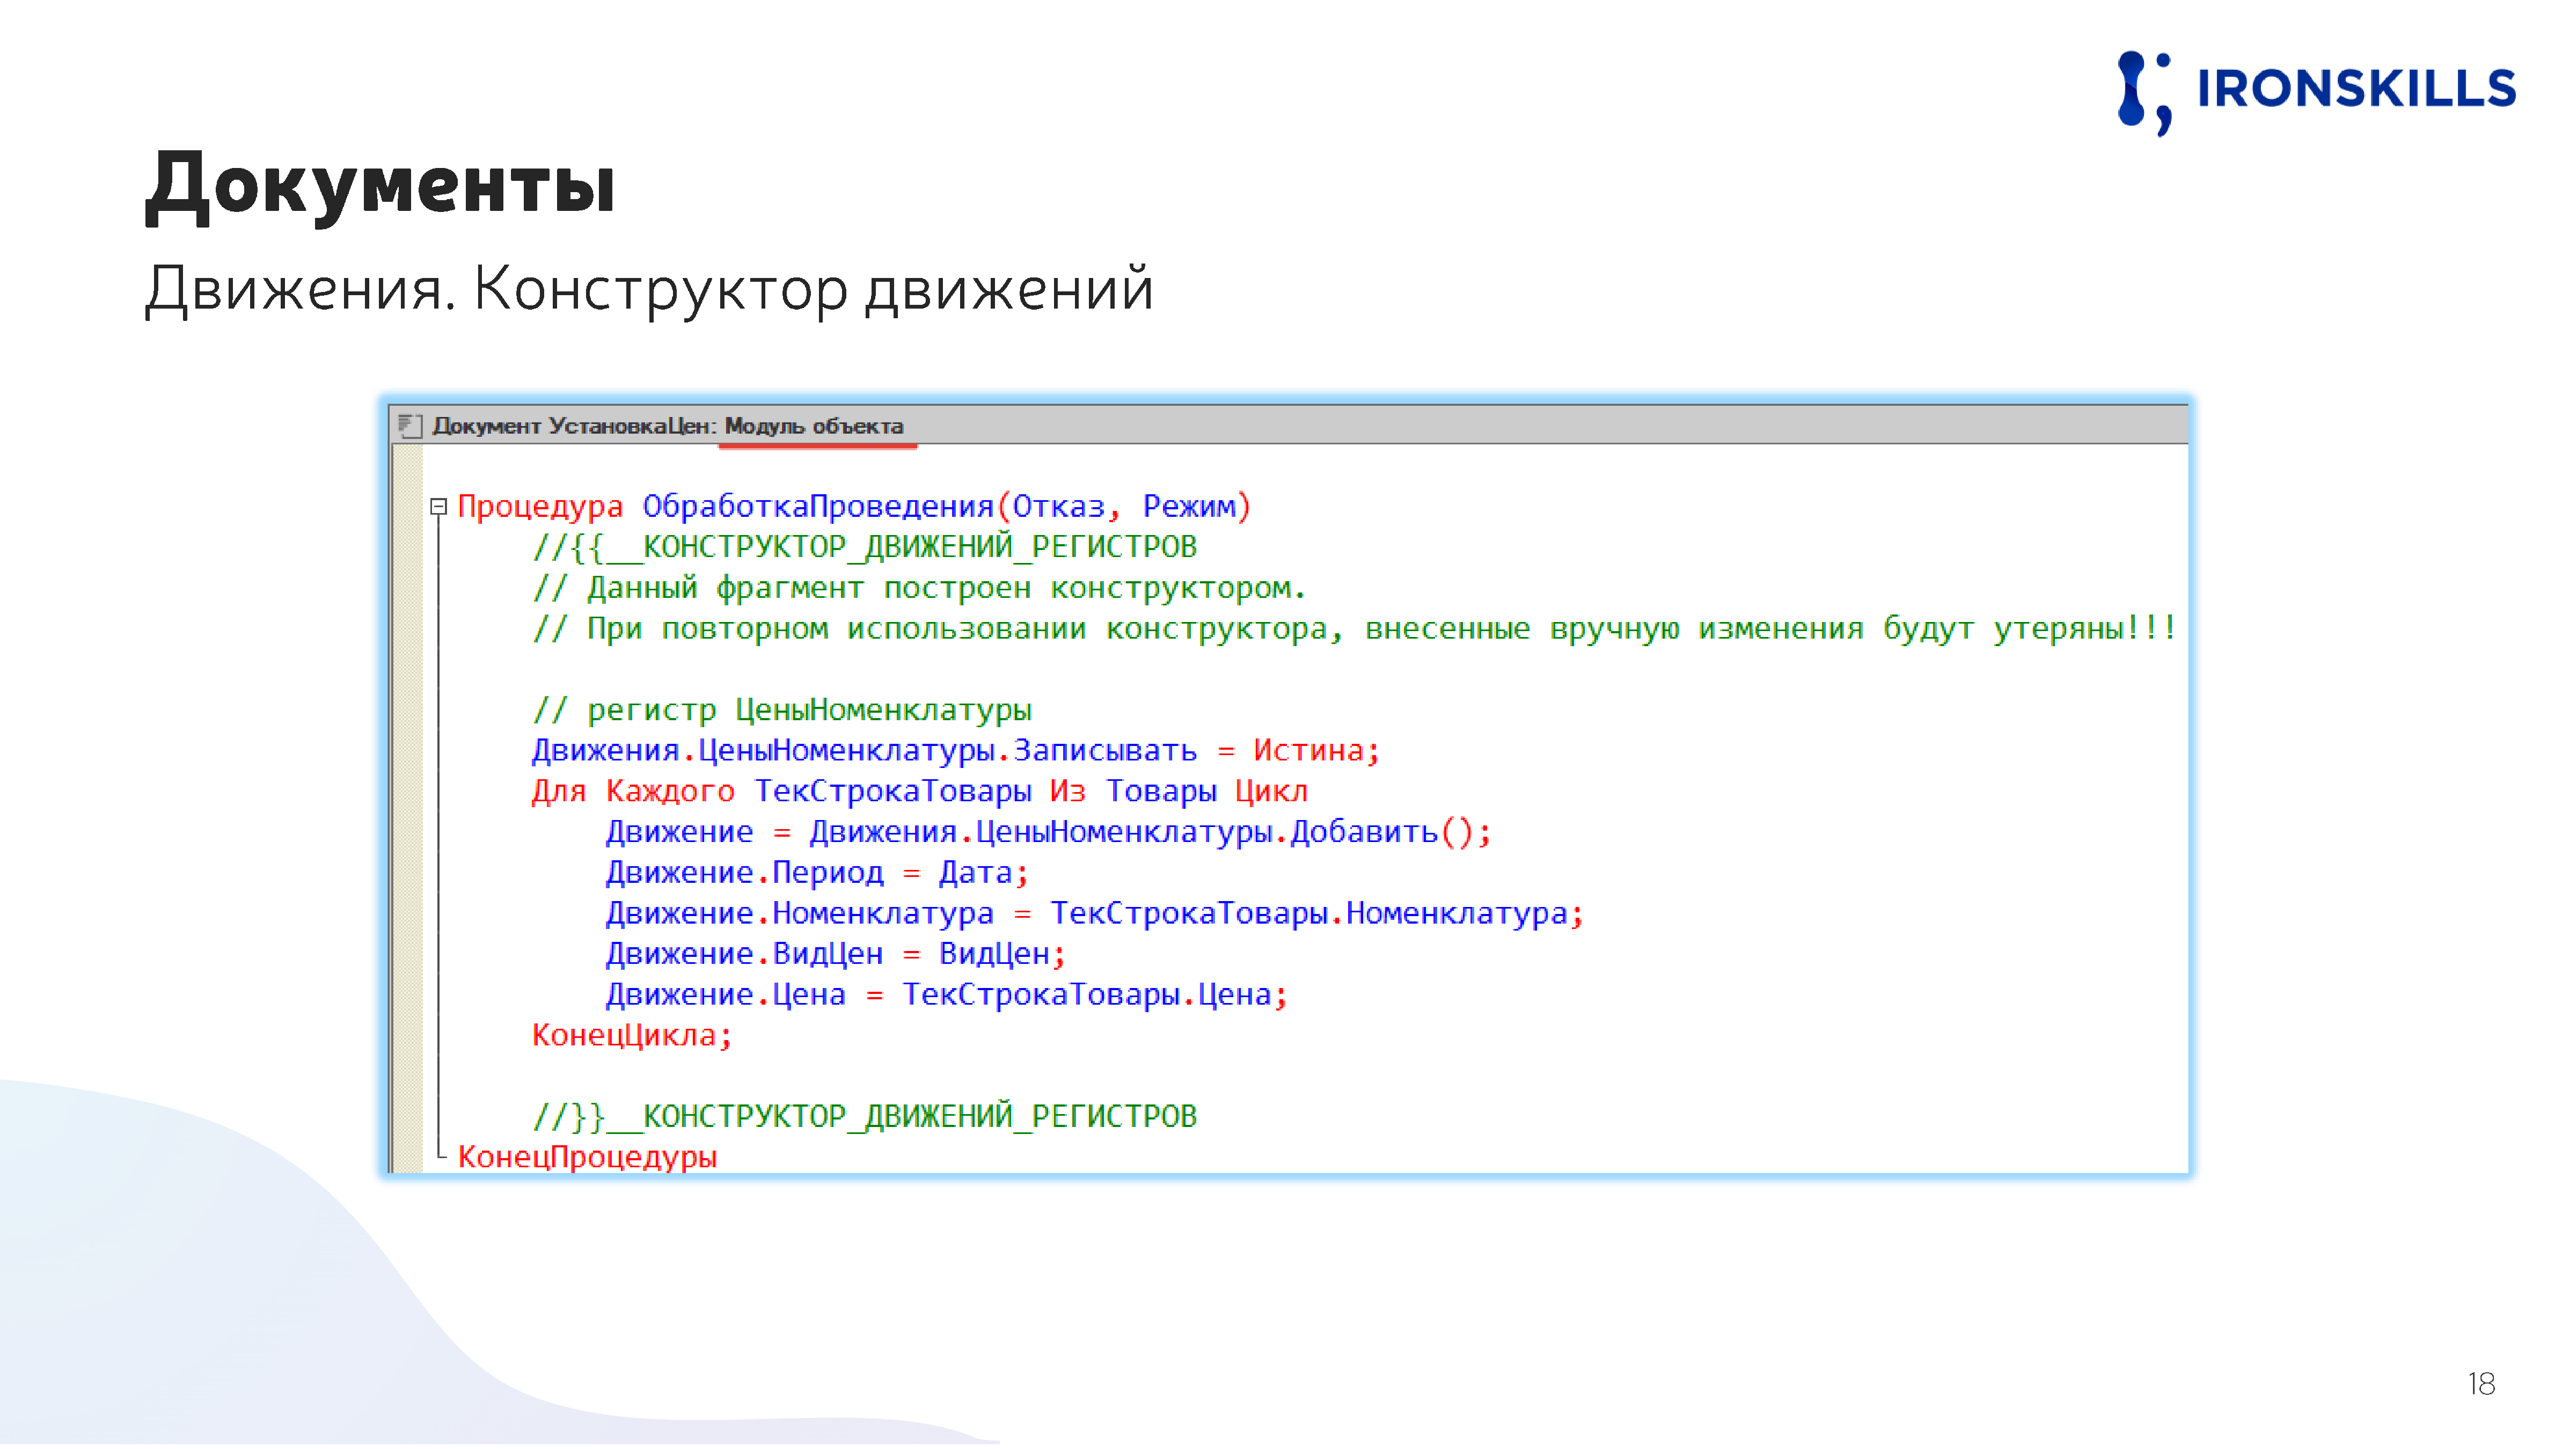 IRONSKILLS
Документы
Движения. Конструктор движений
Документ УстановкаЦен: Модуль объекта
Процедура ОбработкаПроведения(Отказ, Режим)
//{{__КОНСТРУКТОР_ДВИЖЕНИЙ_РЕГИСТРОВ
// Данный фрагмент построен конструктором.
// При повторном использовании конструктора, внесенные вручную изменения будут утеряны!!!
// регистр ЦеныНоменклатуры
Движения.ЦеныНоменклатуры.Записывать = Истина;
Для Каждого ТекСтрокаТовары Из Товары Цикл
Движение = Движения.ЦеныНоменклатуры.Добавить();
Движение.Период = Дата;
Движение.Номенклатура = ТекСтрокаТовары.Номенклатура;
Движение.ВидЦен = ВидЦен;
Движение.Цена = ТекСтрокаТовары.Цена;
КонецЦикла;
//}}__КОНСТРУКТОР_ДВИЖЕНИЙ_РЕГИСТРОВ
КонецПроцедуры
18